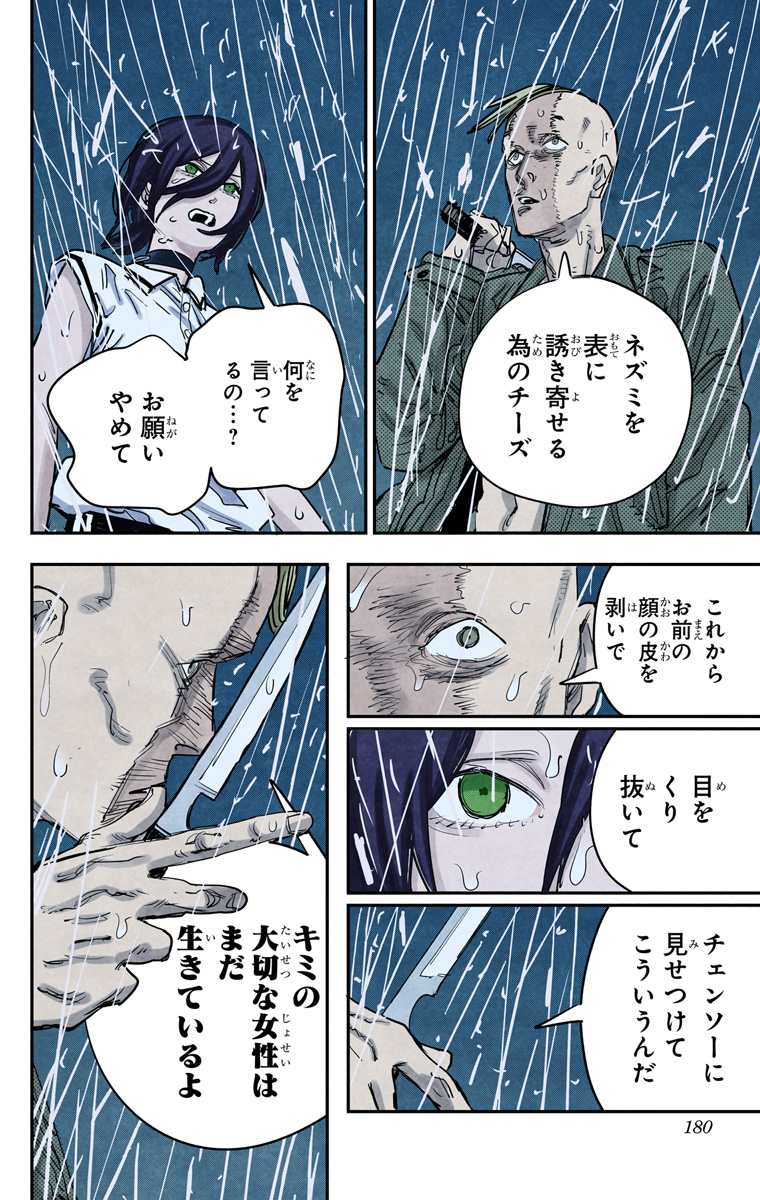 ネズミを
表に
誘き寄せる
為のチーズ
何を
言って
るの…?
お願い
やめて
これから
お前の
顔の皮を
剥いで
目を
くり
抜いて
チェンソーに
見せつけて
こういうんだ
キミの
大切な女性は
まだ
生きているよ
180